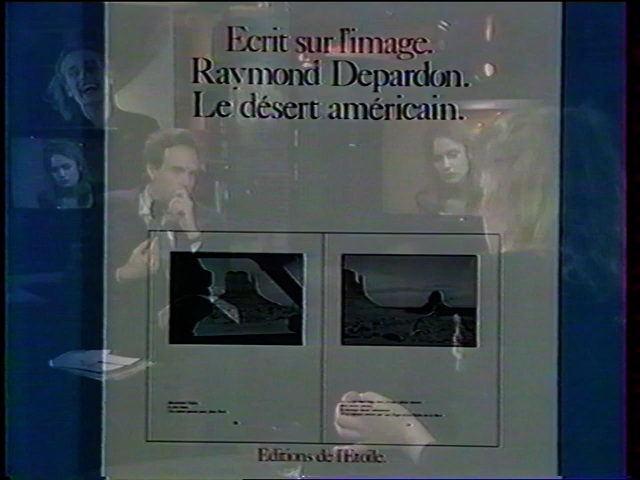 Ecrit sur l'image.
Raymond Depardon.
Le désert américain.
Editions de l'Etoile.